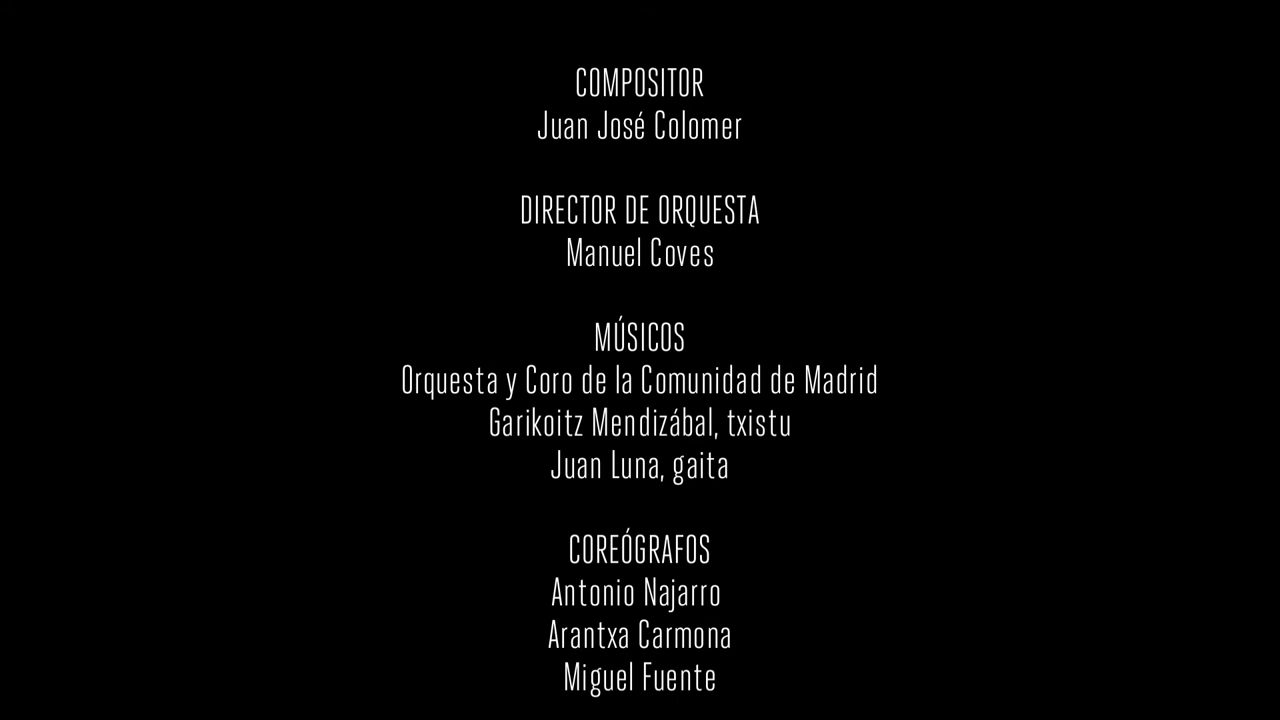 COMPOSITOR
Juan José Colomer
DIRECTOR DE ORQUESTA
Manuel Coves
MÚSICOS
Orquesta y Coro de la Comunidad de Madrid
Garikoitz Mendizábal, txistu
Juan Luna, gaita
COREÓGRAFOS
Antonio Najarro
Arantxa Carmona
Miguel Fuente